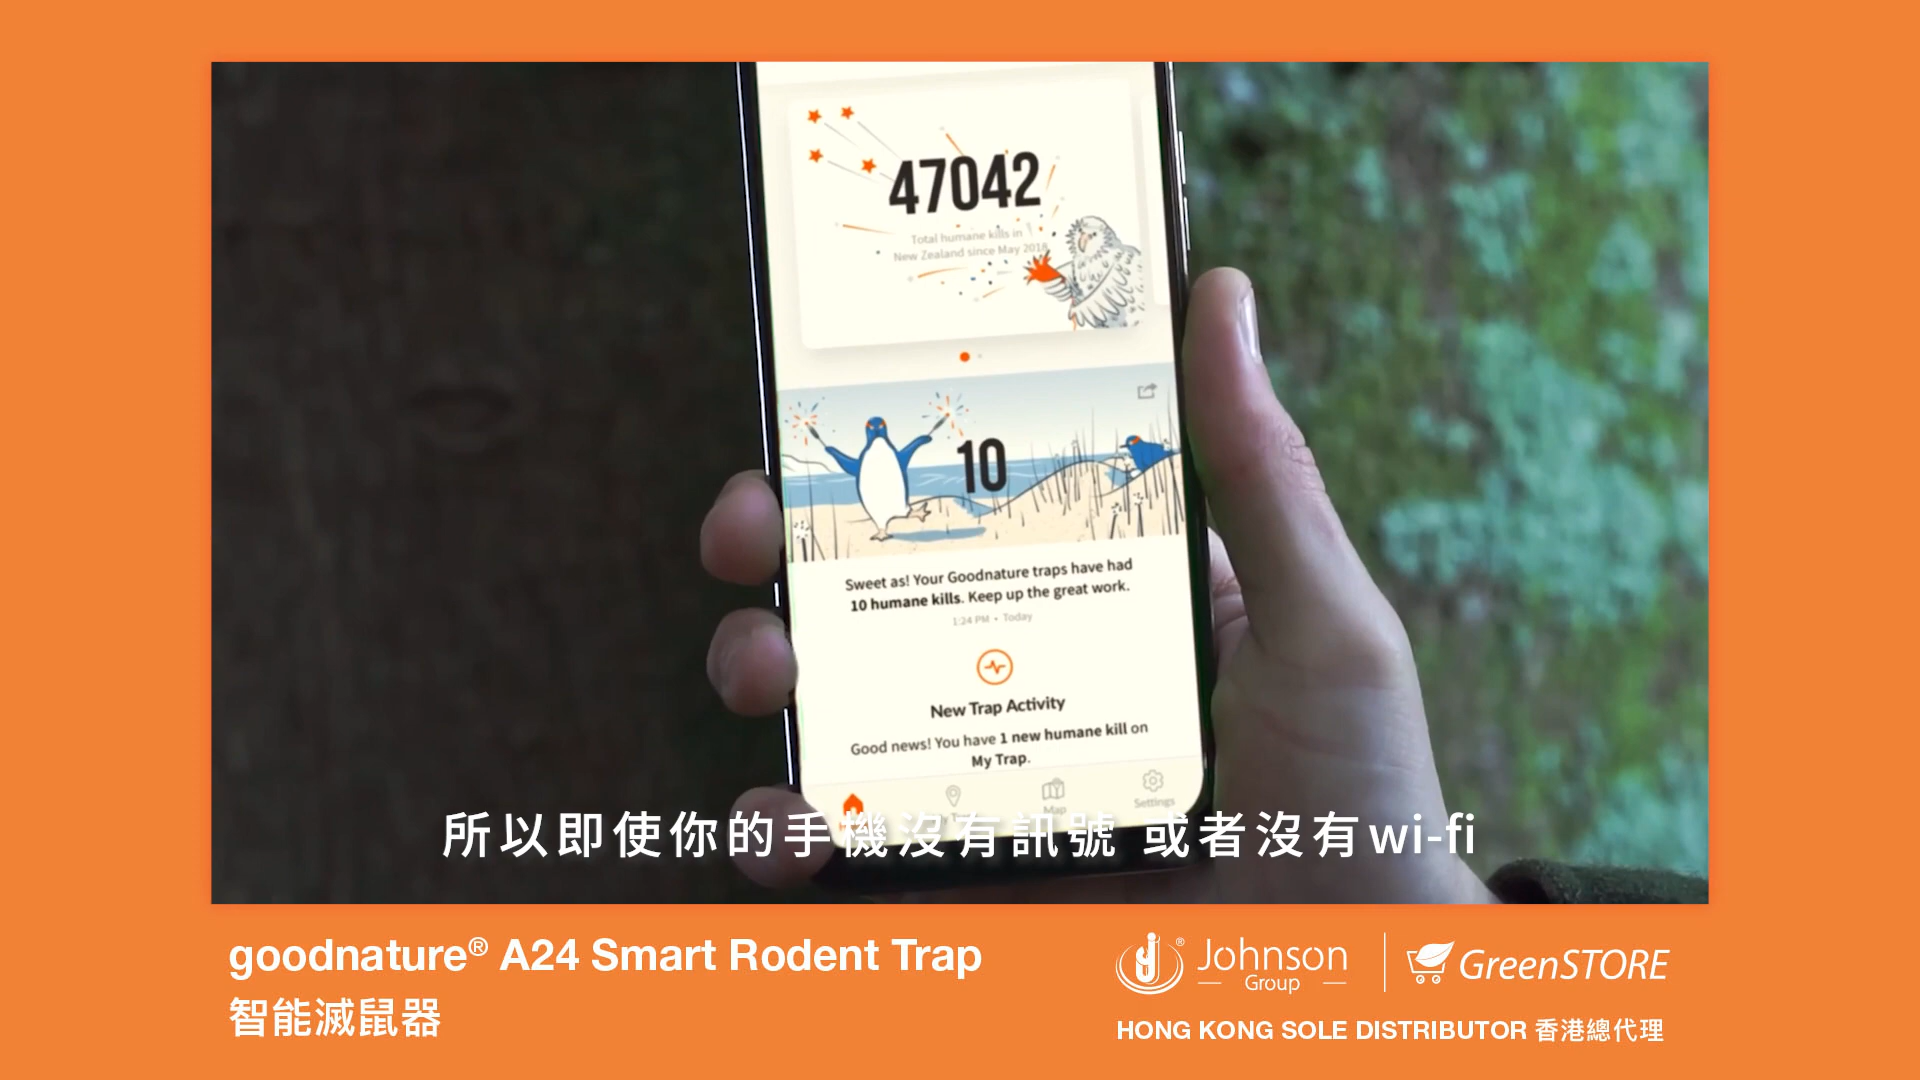 47042
Total humane kills in
New Zealand since May 2018
10
Sweet as! Your Goodnature traps have had
10 humane kills. Keep up the great work.
1:24 PM • Today
New Trap Activity
Good news! You have 1 new humane kill on
My Trap.
Map
Settings
所以即使你的手機沒有訊號 或者沒有wi-fi
goodnature® A24 Smart Rodent Trap
智能滅鼠器
Johnson®
Group
GreenSTORE
HONG KONG SOLE DISTRIBUTOR 香港總代理